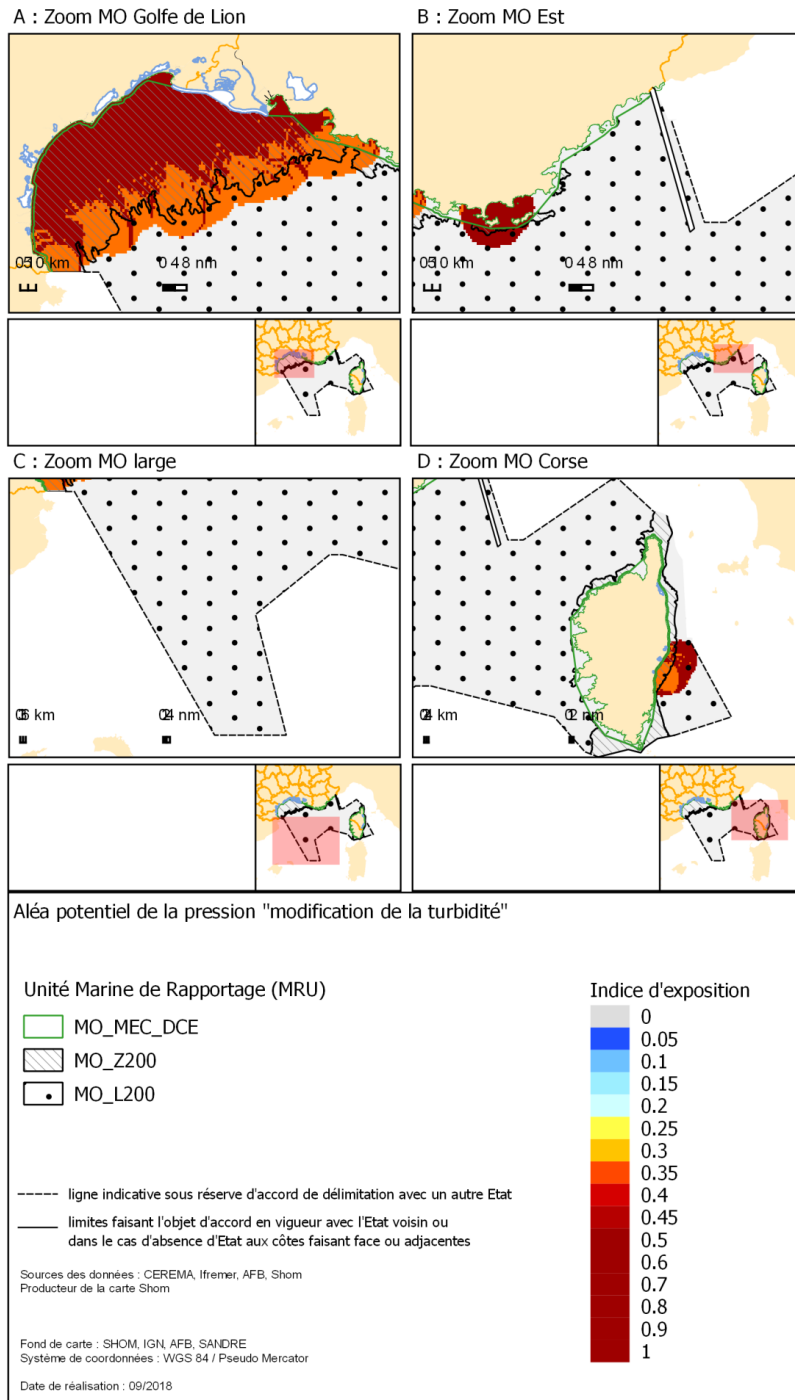 A : Zoom MO Golfe de Lion
B : Zoom MO Est
C : Zoom MO large
D : Zoom MO Corse
Aléa potentiel de la pression "modification de la turbidité"
Unité Marine de Rapportage (MRU)
MO_MEC_DCE
MO_Z200
MO_L200
ligne indicative sous réserve d'accord de délimitation avec un autre Etat
limites faisant l'objet d'accord en vigueur avec l'Etat voisin ou
dans le cas d'absence d'Etat aux côtes faisant face ou adjacentes
Sources des données : CEREMA, Ifremer, AFB, Shom
Producteur de la carte Shom
Fond de carte : SHOM, IGN, AFB, SANDRE
Système de coordonnées : WGS 84 / Pseudo Mercator
Date de réalisation : 09/2018
Indice d'exposition
0
0.05
0.1
0.15
0.2
0.25
0.3
0.35
0.4
0.45
0.5
0.6
0.7
0.8
0.9
1